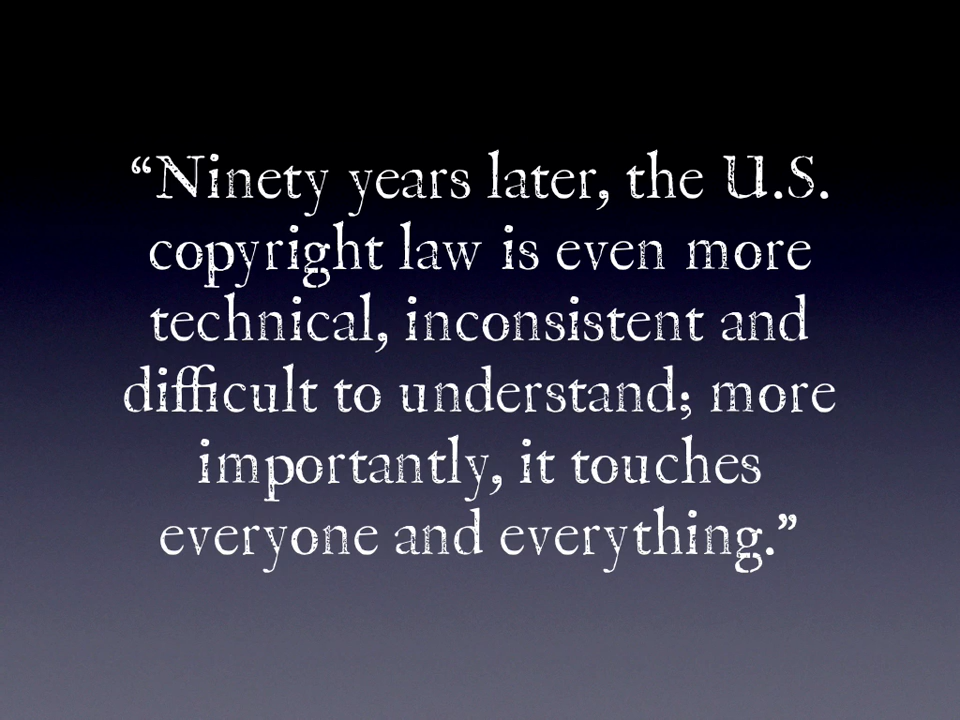 “Ninety years later, the U.S.
copyright law is even more
technical, inconsistent and
difficult to understand; more
importantly, it touches
everyone and everything.”